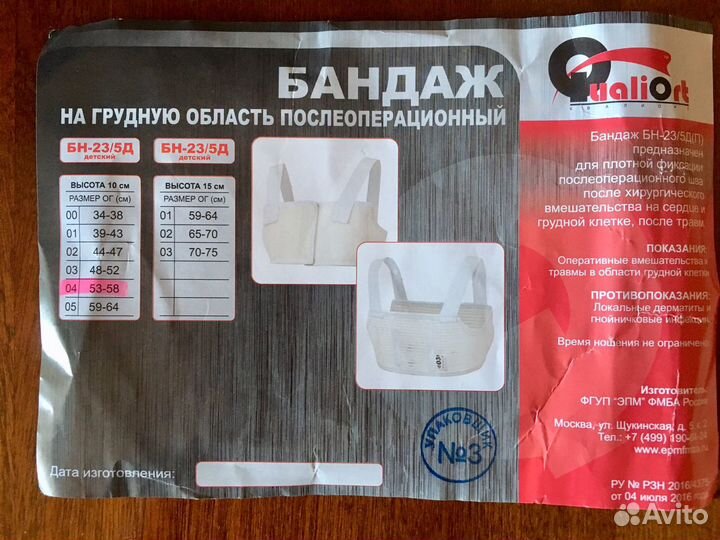 БАНДАЖ
НА ГРУДНУЮ ОБЛАСТЬ ПОСЛЕОПЕРАЦИОННЫЙ
БН-23/5Д
детский
ВЫСОТА 10 см
РАЗМЕР ОГ (см)
00 34-38
01 39-43
02 44-47
03 48-52
04 53-58
05 59-64
БН-23/5Д
детский
ВЫСОТА 15 см
РАЗМЕР ОГ (см)
01 59-64
02 65-70
03 70-75
QualiOrt
КВАЛИОРТ
Бандаж БН-23/5Д(П)
предназначен
для плотной фиксации
послеоперационного шва
после хирургического
вмешательства на сердце и
грудной клетке, после травм.
ПОКАЗАНИЯ:
Оперативные вмешательства и
травмы в области грудной клетки
ПРОТИВОПОКАЗАНИЯ:
Локальные дерматиты и
гнойничковые инфекции.
Время ношения не ограничено
Изготовитель:
ФГУП "ЭПМ" ФМБА России
Москва, ул. Щукинская, д. 5 с 2
Тел.: +7 (499)
РУ № РЗН 2016/4375
от 04 июля 2016 года
УПАКОВЩИК
№3
Дата изготовления:
Avito